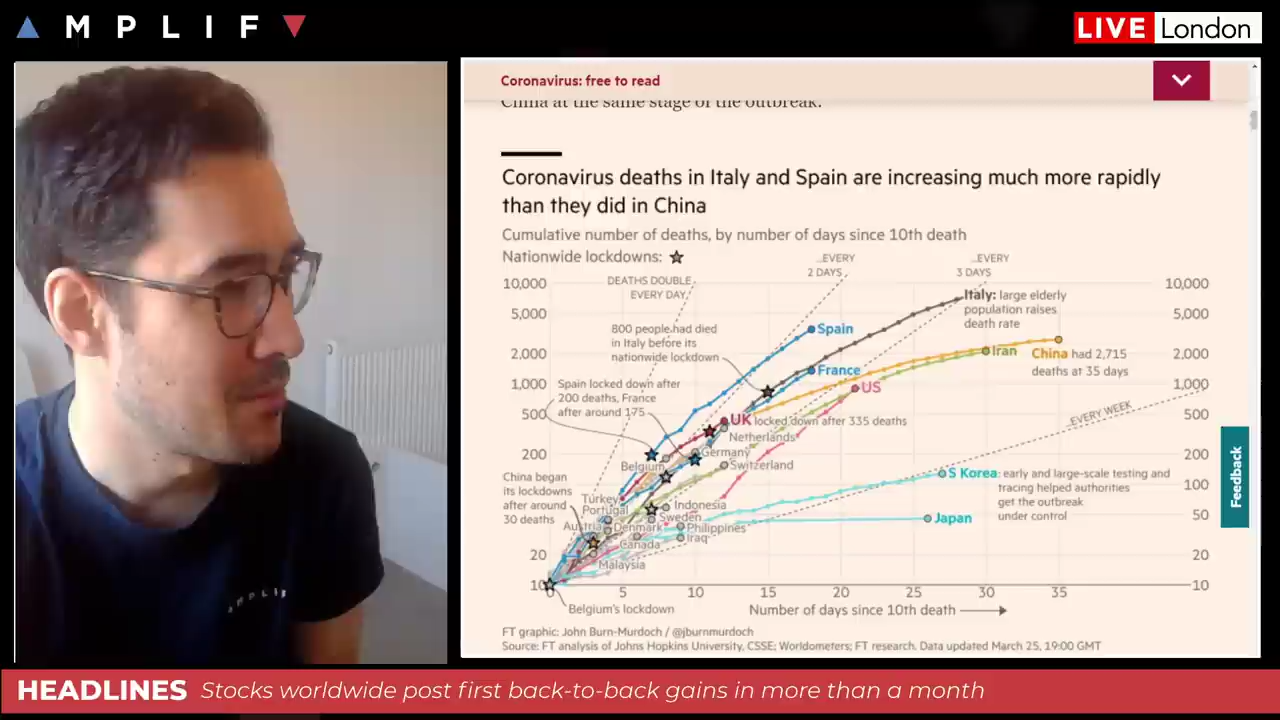 AMPLIFY
LIVE London
Coronavirus: free to read
China at the same stage of the outbreak.
Coronavirus deaths in Italy and Spain are increasing much more rapidly
than they did in China
Cumulative number of deaths, by number of days since 10th death
Nationwide lockdowns:
DEATHS DOUBLE
EVERY DAY
...EVERY
2 DAYS
...EVERY
3 DAYS
10,000
5,000
2,000
1,000
500
200
20
10
10,000
5,000
2,000
1,000
500
200
100
50
20
10
800 people had died
in Italy before its
nationwide lockdown
Spain locked down after
200 deaths, France
after around 175
China began
its lockdowns
after around
30 deaths
Spain
Italy: large elderly
population raises
death rate
France
Iran
China had 2,715
deaths at 35 days
US
UK locked down after 335 deaths
EVERY WEEK
Netherlands
Germany
Belgium
Switzerland
S Korea: early and large-scale testing and
tracing helped authorities
get the outbreak
under control
Turkey
Portugal
Indonesia
Sweden
Japan
Austria
Denmark
Philippines
Canada
Iraq
Malaysia
0 5 10 15 20 25 30 35
Belgium's lockdown
Number of days since 10th death
FT graphic: John Burn-Murdoch / @jburnmurdoch
Source: FT analysis of Johns Hopkins University, CSSE; Worldometers; FT research. Data updated March 25, 19:00 GMT
Feedback
AMPLIFY
HEADLINES Stocks worldwide post first back-to-back gains in more than a month